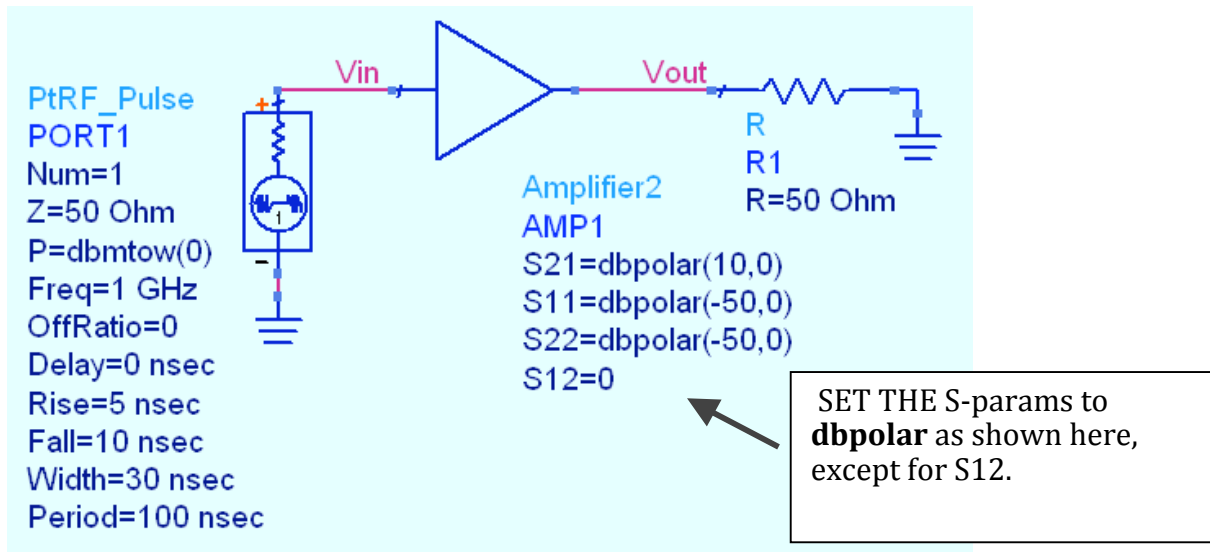 Vin
Vout
PtRF_Pulse
PORT1
Num=1
Z=50 Ohm
P=dbmtow(0)
Freq=1 GHz
OffRatio=0
Delay=0 nsec
Rise=5 nsec
Fall=10 nsec
Width=30 nsec
Period=100 nsec
+
1
-
Amplifier2
AMP1
S21=dbpolar(10,0)
S11=dbpolar(-50,0)
S22=dbpolar(-50,0)
S12=0
R
R1
R=50 Ohm
SET THE S-params to
dbpolar as shown here,
except for S12.